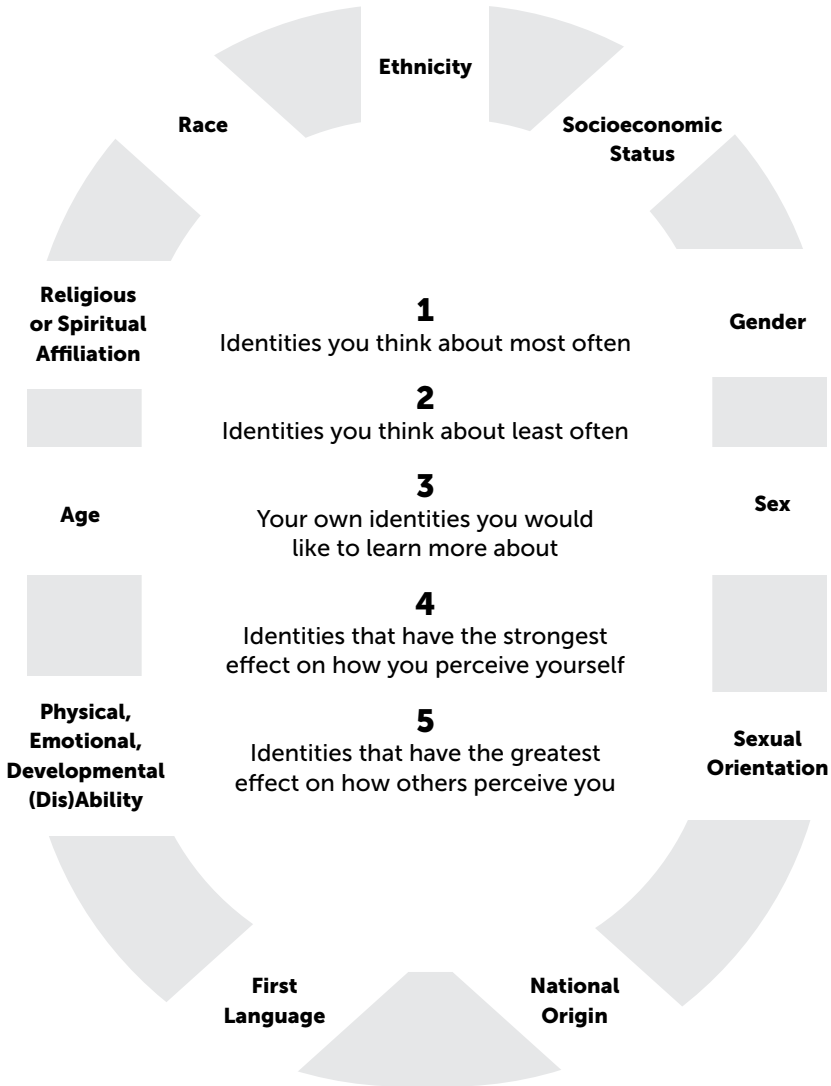 Ethnicity
Race
Socioeconomic
Status
Religious
or Spiritual
Affiliation
Gender
1
Identities you think about most often
2
Identities you think about least often
3
Your own identities you would
like to learn more about
Age
Sex
4
Identities that have the strongest
effect on how you perceive yourself
5
Identities that have the greatest
effect on how others perceive you
Physical,
Emotional,
Developmental
(Dis)Ability
Sexual
Orientation
First
Language
National
Origin